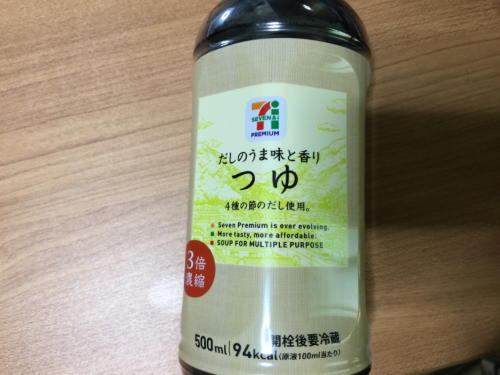 SEVEN&i
PREMIUM
だしのうま味と香り
つゆ
4種の節のだし使用。
Seven Premium is ever evolving.
More tasty, more affordable.
SOUP FOR MULTIPLE PURPOSE
3倍
濃縮
500ml 94kcal(原液100ml当たり)
開栓後要冷蔵